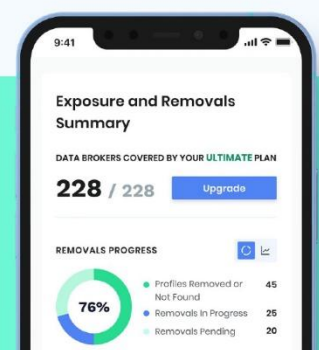 9:41
Exposure and Removals
Summary
DATA BROKERS COVERED BY YOUR ULTIMATE PLAN
228 / 228
Upgrade
REMOVALS PROGRESS
76%
Profiles Removed or 45
Not Found
Removals In Progress 25
Removals Pending 20